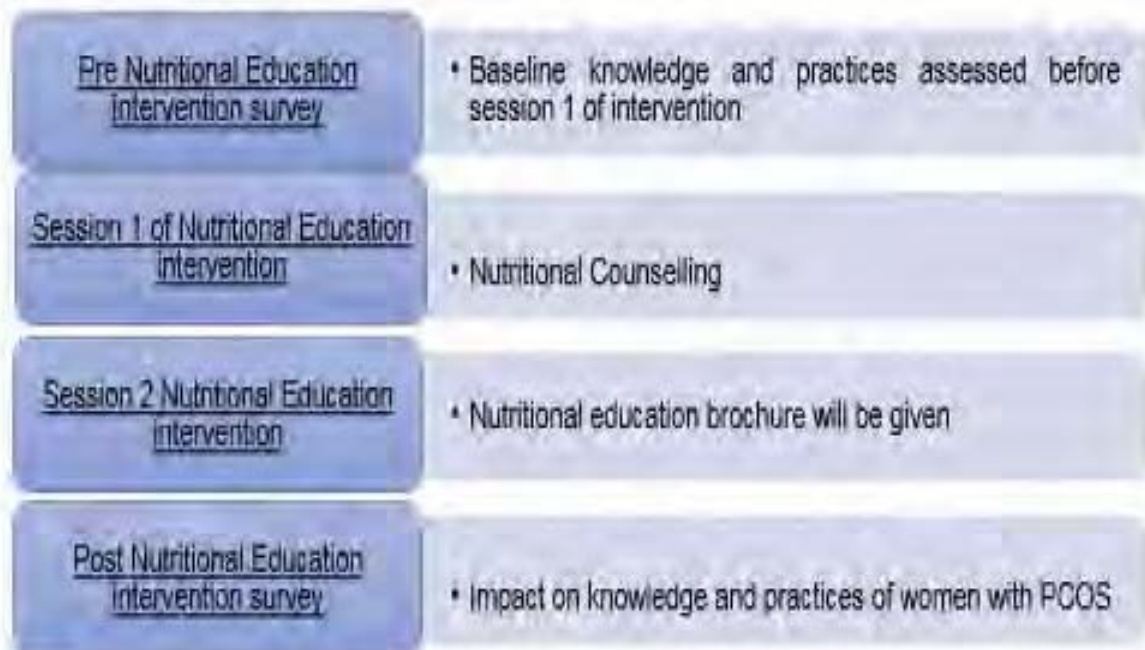 Pre Nutritional Education
intervention survey
• Baseline knowledge and practices assessed before
session 1 of intervention
Session 1 of Nutritional Education
intervention
• Nutritional Counselling
Session 2 Nutritional Education
intervention
• Nutritional education brochure will be given
Post Nutritional Education
intervention survey
• Impact on knowledge and practices of women with PCOS